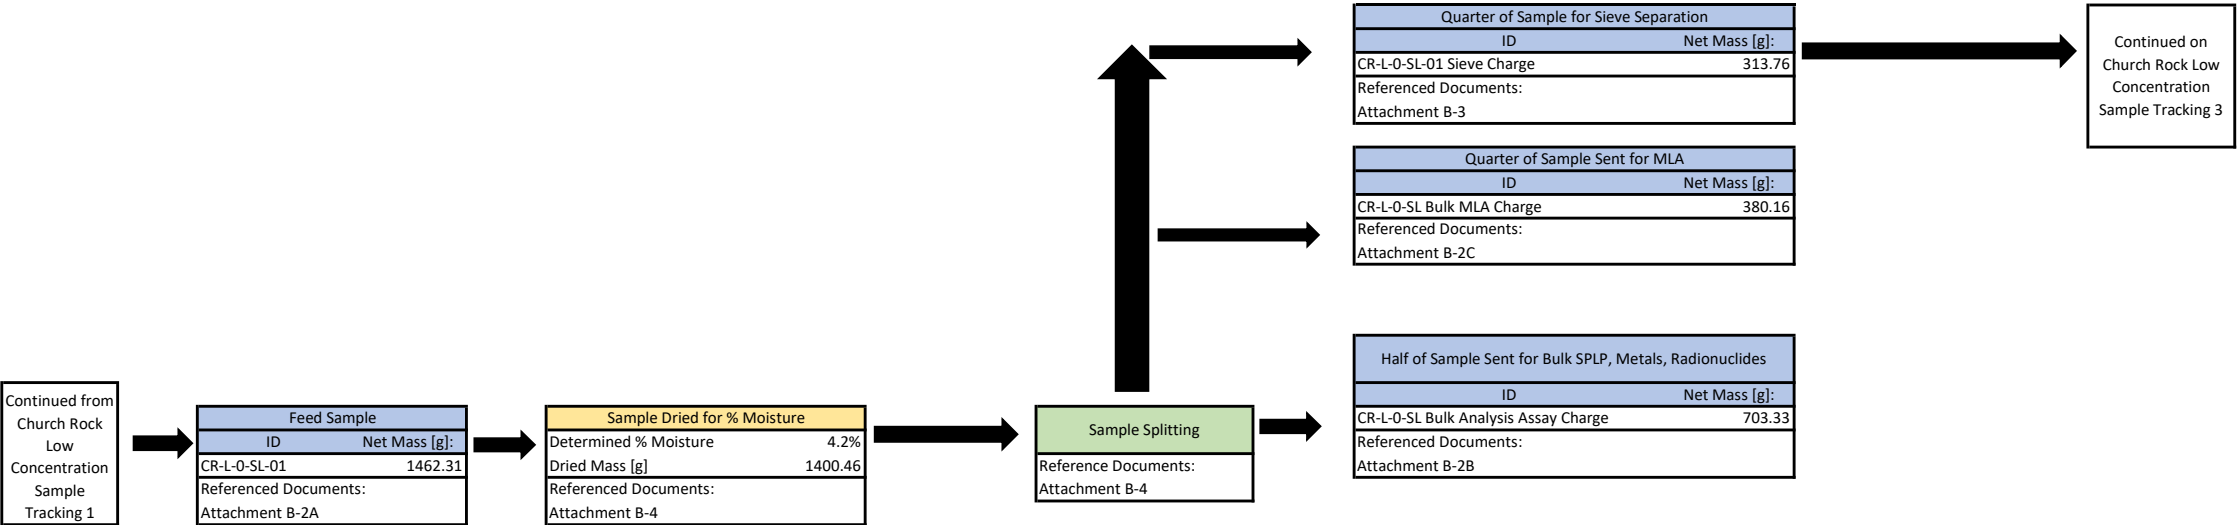 Quarter of Sample for Sieve Separation
ID Net Mass [g]:
CR-L-0-SL-01 Sieve Charge 313.76
Referenced Documents:
Attachment B-3
Continued on
Church Rock Low
Concentration
Sample Tracking 3
Quarter of Sample Sent for MLA
ID Net Mass [g]:
CR-L-0-SL Bulk MLA Charge 380.16
Referenced Documents:
Attachment B-2C
Continued from
Church Rock
Low
Concentration
Sample
Tracking 1
Feed Sample
ID Net Mass [g]:
CR-L-0-SL-01 1462.31
Referenced Documents:
Attachment B-2A
Sample Dried for % Moisture
Determined % Moisture 4.2%
Dried Mass [g] 1400.46
Referenced Documents:
Attachment B-4
Sample Splitting
Reference Documents:
Attachment B-4
Half of Sample Sent for Bulk SPLP, Metals, Radionuclides
ID Net Mass [g]:
CR-L-0-SL Bulk Analysis Assay Charge 703.33
Referenced Documents:
Attachment B-2B